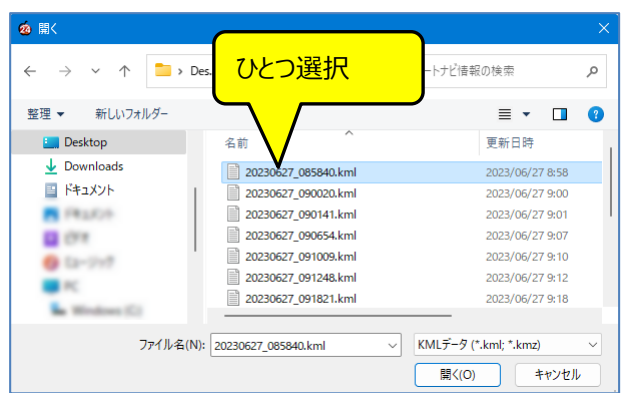 開く
ひとつ選択
Des
ートナビ情報の検索
整理 新しいフォルダー
Desktop
Downloads
ドキュメント
名前 更新日時
20230627_085840.kml 2023/06/27 8:58
20230627_090020.kml 2023/06/27 9:00
20230627_090141.kml 2023/06/27 9:01
20230627_090654.kml 2023/06/27 9:07
20230627_091009.kml 2023/06/27 9:10
20230627_091248.kml 2023/06/27 9:12
20230627_091821.kml 2023/06/27 9:18
ファイル名(N): 20230627_085840.kml KMLデータ (*.kml; *.kmz)
開く(O) キャンセル